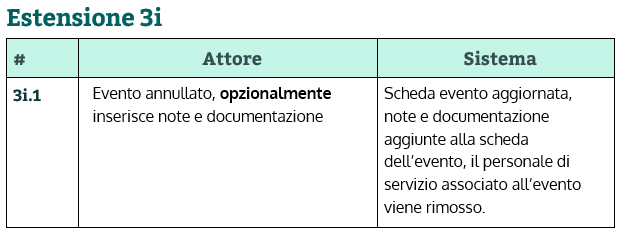 Estensione 3i
# Attore Sistema
3i.1
Evento annullato, opzionalmente
inserisce note e documentazione
Scheda evento aggiornata,
note e documentazione
aggiunte alla scheda
dell’evento, il personale di
servizio associato all’evento
viene rimosso.